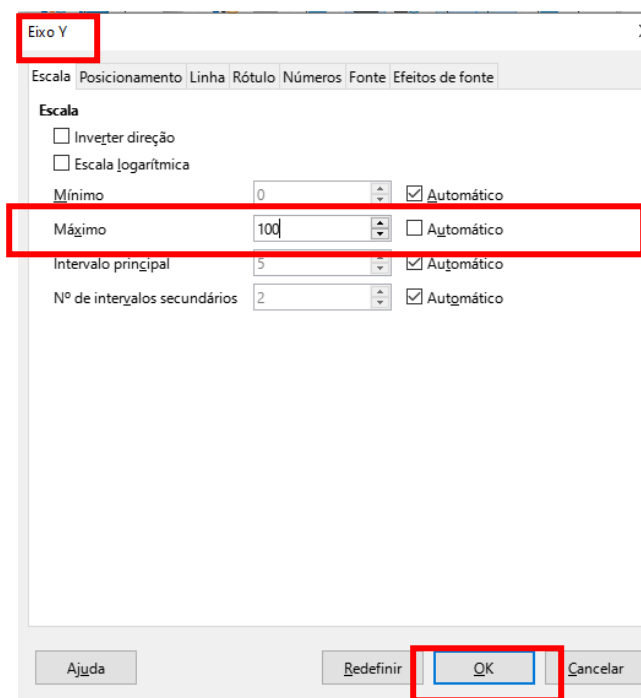 Eixo Y
Escala Posicionamento Linha Rótulo Números Fonte Efeitos de fonte
Escala
Inverter direção
Escala logarítmica
Mínimo 0 Automático
Máximo 100 Automático
Intervalo principal 5 Automático
Nº de intervalos secundários 2 Automático
Ajuda Redefinir OK Cancelar